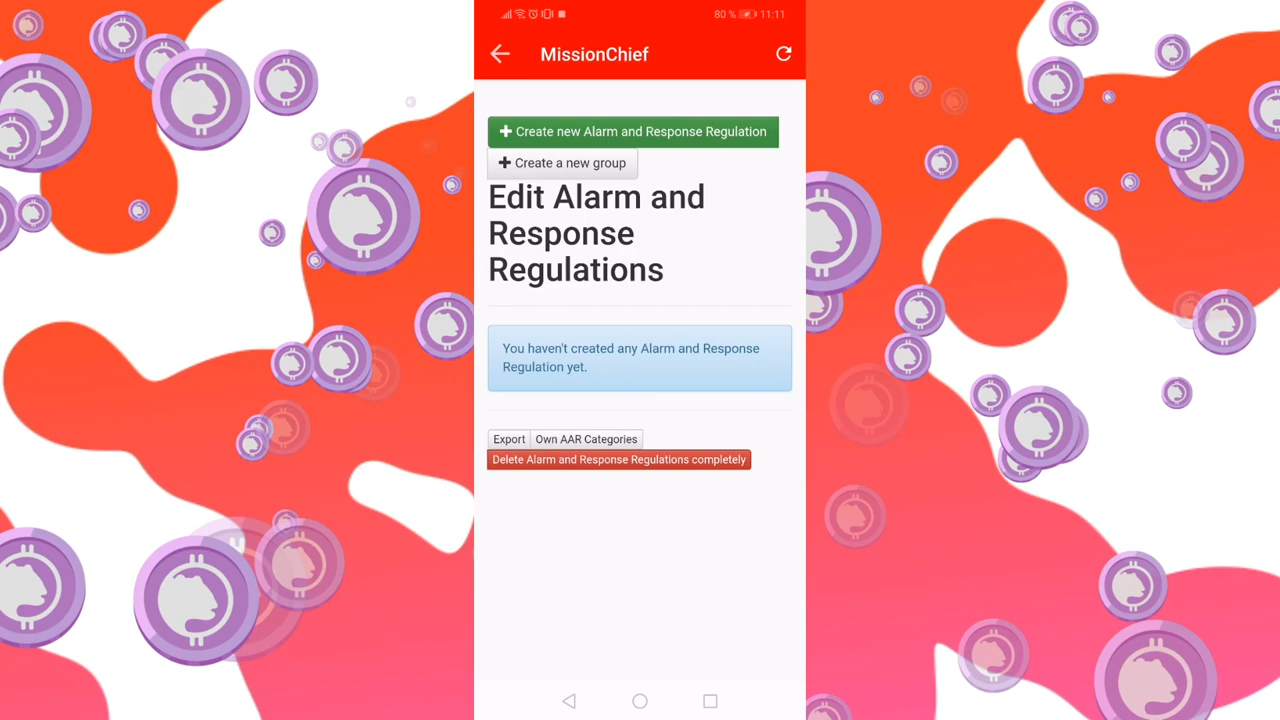 80 % 11:11
MissionChief
Create new Alarm and Response Regulation
Create a new group
Edit Alarm and
Response
Regulations
You haven't created any Alarm and Response
Regulation yet.
Export Own AAR Categories
Delete Alarm and Response Regulations completely